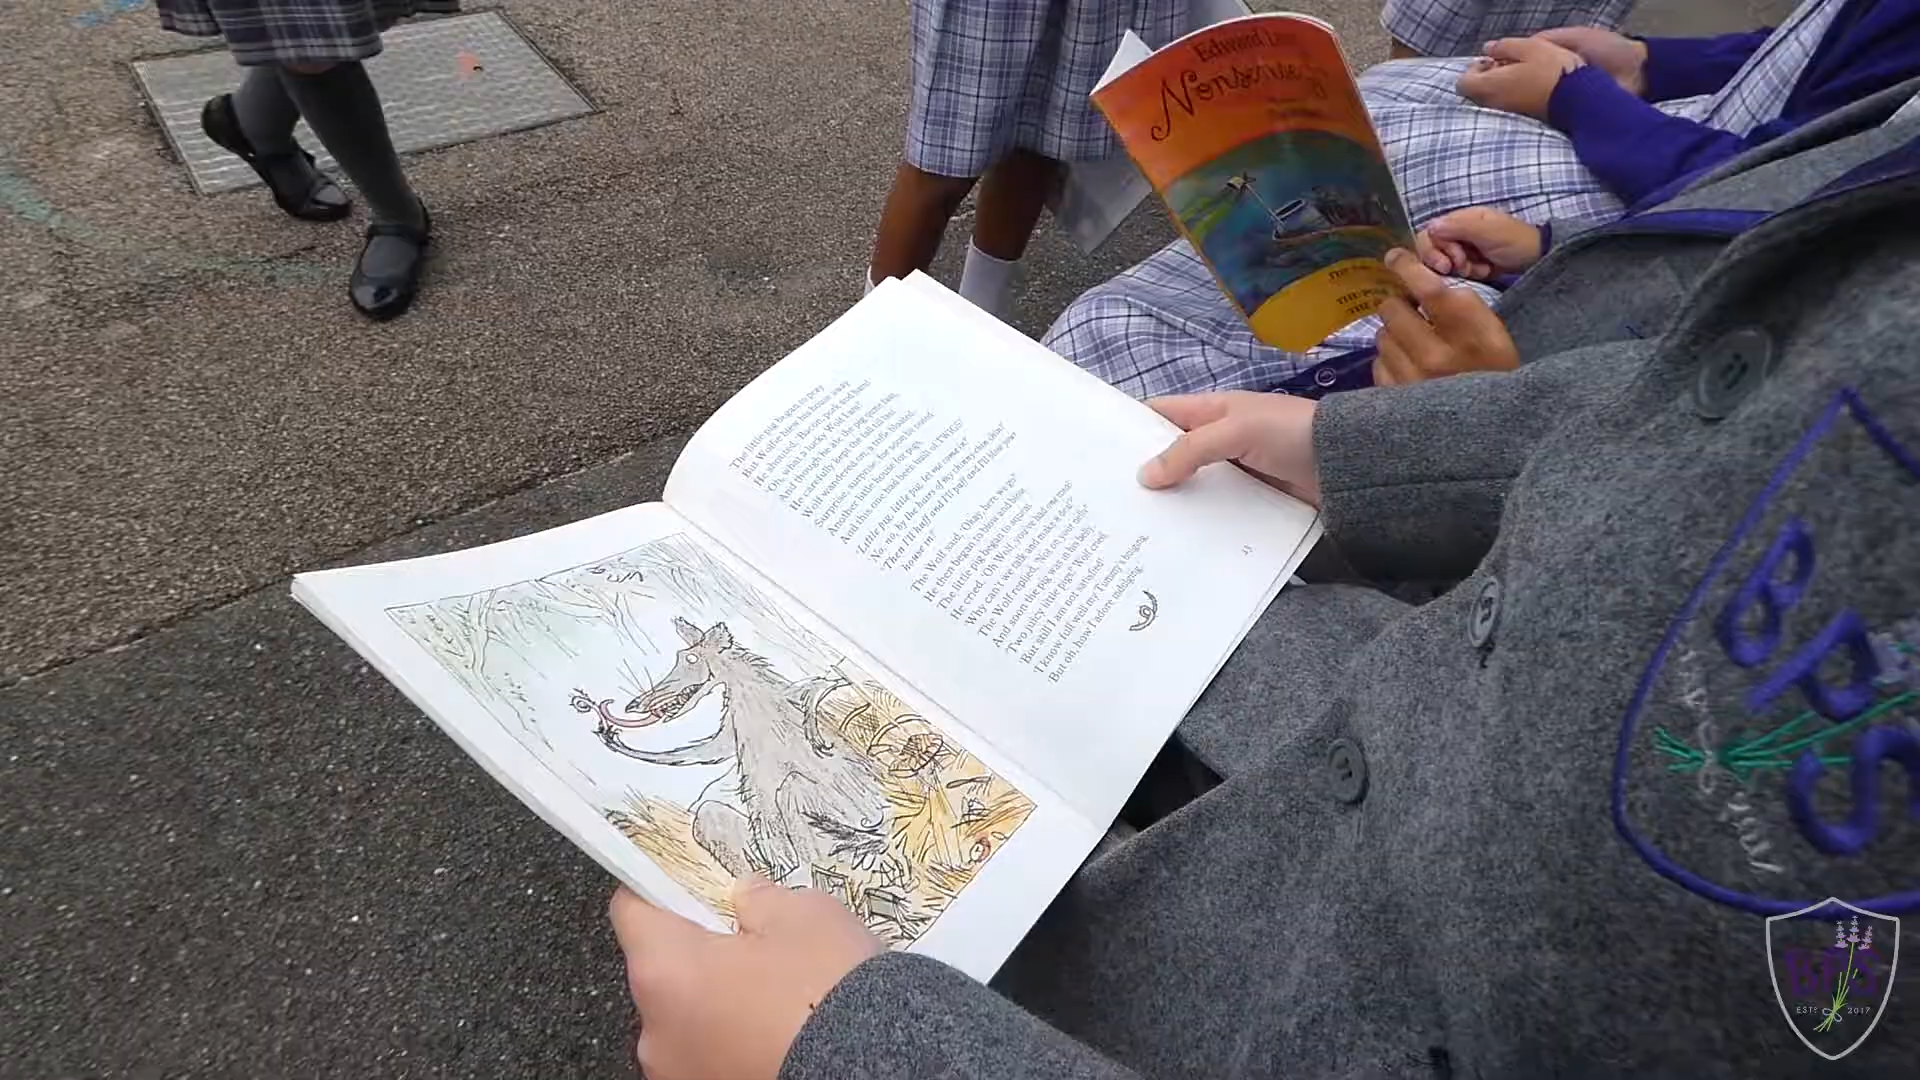 The little pig began to pray
But Wolfie blew his house away.
He shouted, 'Bacon, pork and ham!
'Oh, what a lucky Wolf I am!'
And though he ate the pig quite fast,
He carefully kept the tail till last.
Wolf wandered on, a trifle bloated.
Surprise, surprise, for soon he noted
Another little house for pigs,
And this one had been built of TWIGS!
'Little pig, little pig, let me come in!'
'No, no, by the hairs of my chinny-chin-chin!'
'Then I'll huff and I'll puff and I'll blow your
house in!'
The Wolf said, 'Okay, here we go!'
He then began to blow and blow.
The little pig began to squeal.
He cried, 'Oh Wolf, you've had one meal!
'Why can't we talk and make a deal?'
The Wolf replied, 'Not on your nelly!'
And soon the pig was in his belly.
'Two juicy little pigs!' Wolf cried,
'But still I am not satisfied!
'I know full well my Tummy's bulging,
'But oh, how I adore indulging.'
13
Edward
Nonsense
THE
THE
BPS
BPS
ESTD 2017